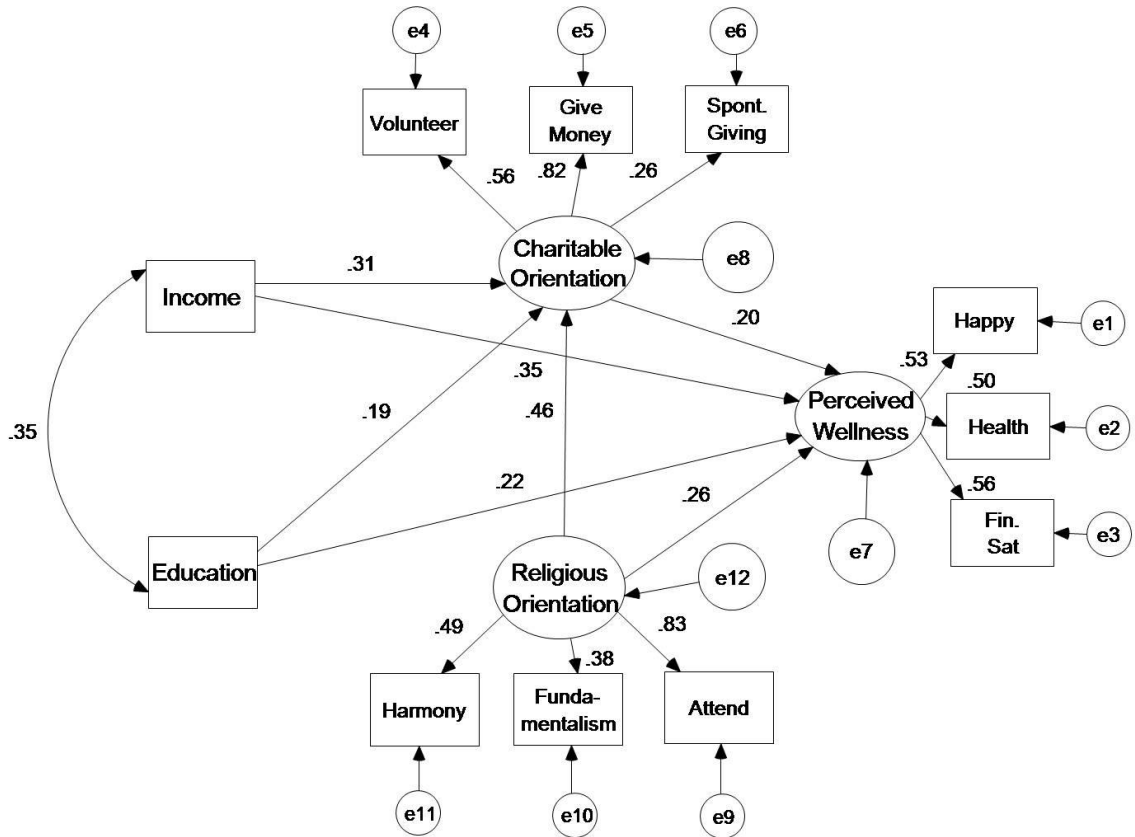 e4
e5
e6
Volunteer
Give
Money
Spont.
Giving
.56
.82
.26
Charitable
Orientation
e8
.31
Income
.20
Happy
e1
.53
.50
.35
Perceived
Wellness
Health
e2
.19
.46
.35
.22
.26
.56
Fin.
Sat
e3
e7
Education
Religious
Orientation
e12
.49
.38
.83
Harmony
Funda-
mentalism
Attend
e11
e10
e9